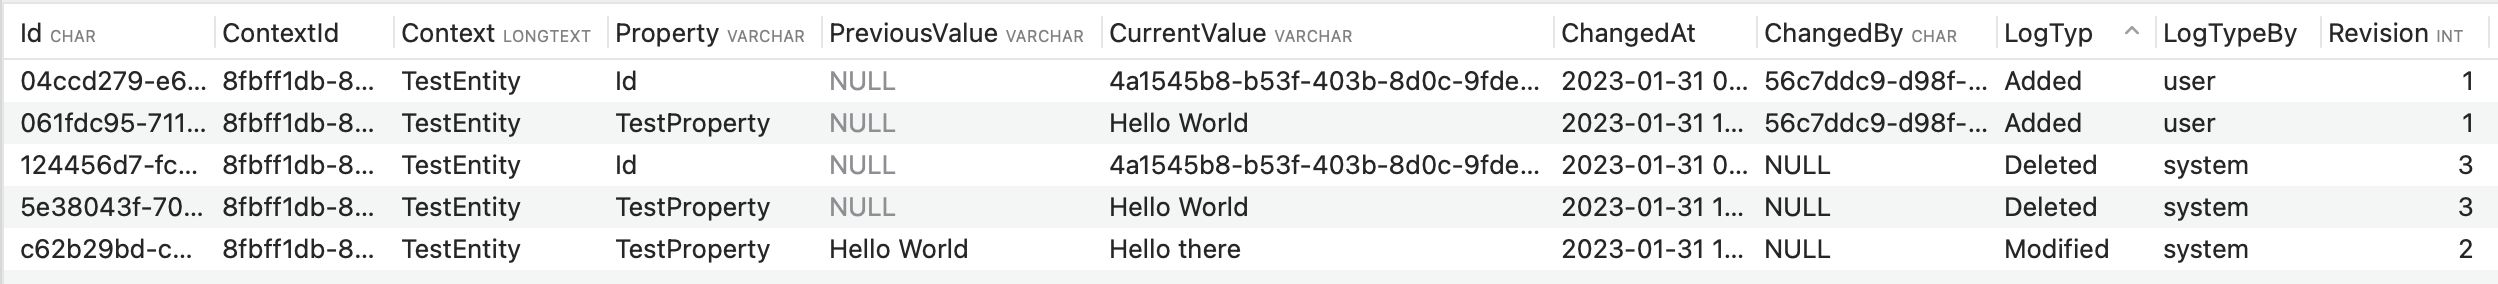 Id CHAR ContextId Context LONGTEXT Property VARCHAR PreviousValue VARCHAR CurrentValue VARCHAR ChangedAt ChangedBy CHAR LogTyp LogTypeBy Revision INT
04ccd279-e6... 8fbff1db-8... TestEntity Id NULL 4a1545b8-b53f-403b-8d0c-9fde... 2023-01-31 0... 56c7ddc9-d98f-... Added user 1
061fdc95-711... 8fbff1db-8... TestEntity TestProperty NULL Hello World 2023-01-31 1... 56c7ddc9-d98f-... Added user 1
124456d7-fc... 8fbff1db-8... TestEntity Id NULL 4a1545b8-b53f-403b-8d0c-9fde... 2023-01-31 0... NULL Deleted system 3
5e38043f-70... 8fbff1db-8... TestEntity TestProperty NULL Hello World 2023-01-31 1... NULL Deleted system 3
c62b29bd-c... 8fbff1db-8... TestEntity TestProperty Hello World Hello there 2023-01-31 1... NULL Modified system 2